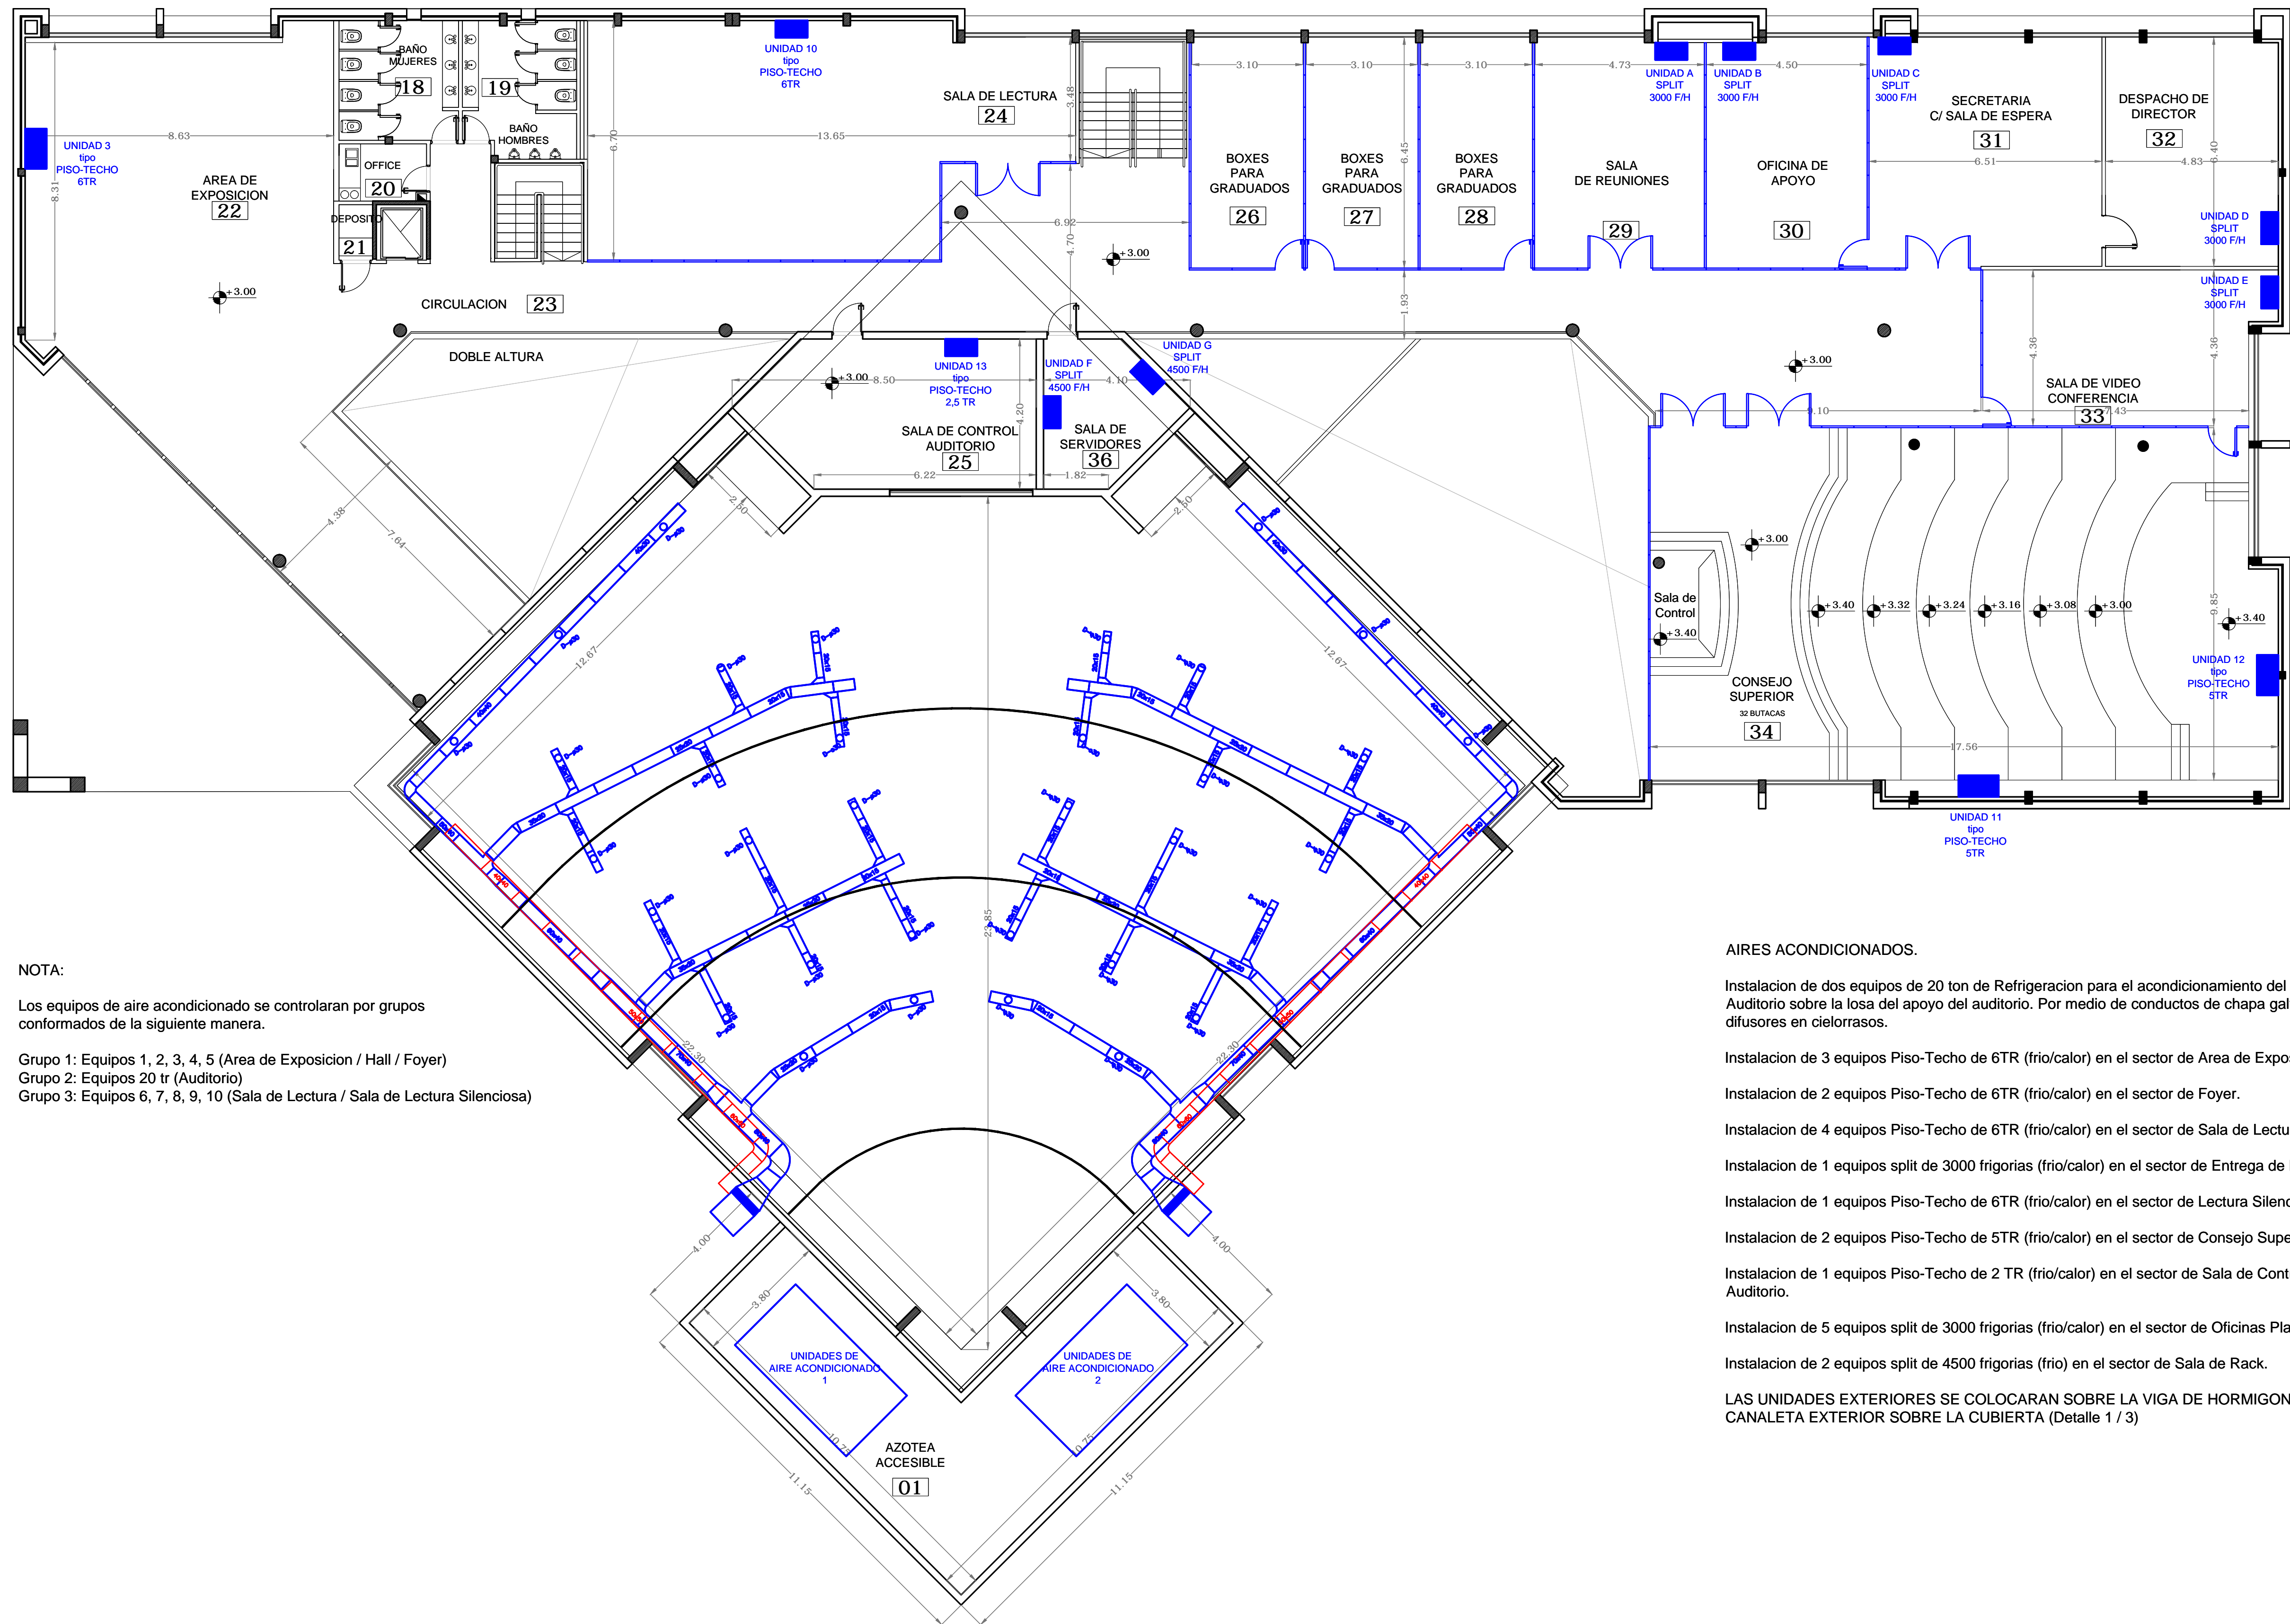 BAÑO
MUJERES
18
19
BAÑO
HOMBRES
UNIDAD 10
tipo
PISO-TECHO
6TR
SALA DE LECTURA
24
13.65
6.70
3.48
3.10
3.10
3.10
4.73
4.50
UNIDAD A
SPLIT
3000 F/H
UNIDAD B
SPLIT
3000 F/H
UNIDAD C
SPLIT
3000 F/H
SECRETARIA
C/ SALA DE ESPERA
31
6.51
DESPACHO DE
DIRECTOR
32
4.83
6.40
UNIDAD 3
tipo
PISO-TECHO
6TR
8.63
8.31
AREA DE
EXPOSICION
22
OFFICE
20
DEPOSITO
21
BOXES
PARA
GRADUADOS
26
BOXES
PARA
GRADUADOS
27
6.45
BOXES
PARA
GRADUADOS
28
SALA
DE REUNIONES
29
OFICINA DE
APOYO
30
UNIDAD D
SPLIT
3000 F/H
UNIDAD E
SPLIT
3000 F/H
6.92
4.70
+3.00
+3.00
CIRCULACION 23
1.93
DOBLE ALTURA
UNIDAD 13
tipo
PISO-TECHO
2,5 TR
+3.00
8.50
UNIDAD F
SPLIT
4500 F/H
UNIDAD G
SPLIT
4500 F/H
4.10
4.20
SALA DE CONTROL
AUDITORIO
25
6.22
SALA DE
SERVIDORES
36
1.82
+3.00
4.36
4.36
SALA DE VIDEO
CONFERENCIA
33
9.10
7.43
2.50
2.50
4.38
7.64
12.67
12.67
+3.00
Sala de
Control
+3.40
+3.40
+3.32
+3.24
+3.16
+3.08
+3.00
+3.40
9.85
CONSEJO
SUPERIOR
32 BUTACAS
34
17.56
UNIDAD 12
tipo
PISO-TECHO
5TR
UNIDAD 11
tipo
PISO-TECHO
5TR
23.85
22.30
22.30
NOTA:
Los equipos de aire acondicionado se controlaran por grupos
conformados de la siguiente manera.
Grupo 1: Equipos 1, 2, 3, 4, 5 (Area de Exposicion / Hall / Foyer)
Grupo 2: Equipos 20 tr (Auditorio)
Grupo 3: Equipos 6, 7, 8, 9, 10 (Sala de Lectura / Sala de Lectura Silenciosa)
AIRES ACONDICIONADOS.
Instalacion de dos equipos de 20 ton de Refrigeracion para el acondicionamiento del
Auditorio sobre la losa del apoyo del auditorio. Por medio de conductos de chapa gal
difusores en cielorrasos.
Instalacion de 3 equipos Piso-Techo de 6TR (frio/calor) en el sector de Area de Expo
Instalacion de 2 equipos Piso-Techo de 6TR (frio/calor) en el sector de Foyer.
Instalacion de 4 equipos Piso-Techo de 6TR (frio/calor) en el sector de Sala de Lectu
Instalacion de 1 equipos split de 3000 frigorias (frio/calor) en el sector de Entrega de
Instalacion de 1 equipos Piso-Techo de 6TR (frio/calor) en el sector de Lectura Silenc
Instalacion de 2 equipos Piso-Techo de 5TR (frio/calor) en el sector de Consejo Supe
Instalacion de 1 equipos Piso-Techo de 2 TR (frio/calor) en el sector de Sala de Cont
Auditorio.
Instalacion de 5 equipos split de 3000 frigorias (frio/calor) en el sector de Oficinas Pla
Instalacion de 2 equipos split de 4500 frigorias (frio) en el sector de Sala de Rack.
LAS UNIDADES EXTERIORES SE COLOCARAN SOBRE LA VIGA DE HORMIGON
CANALETA EXTERIOR SOBRE LA CUBIERTA (Detalle 1 / 3)
4.00
4.00
3.80
3.80
UNIDADES DE
AIRE ACONDICIONADO
1
UNIDADES DE
AIRE ACONDICIONADO
2
10.75
10.75
AZOTEA
ACCESIBLE
01
11.15
11.15